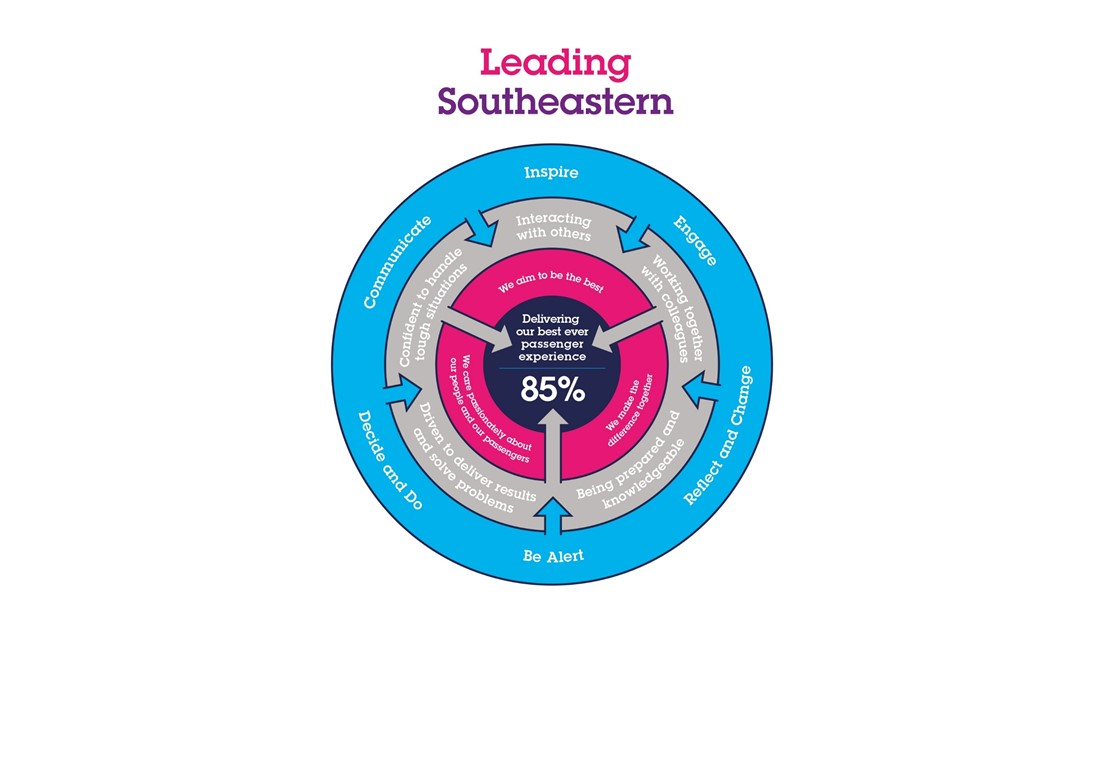 Leading
Southeastern
Inspire
Engage
Reflect and Change
Be Alert
Decide and Do
Communicate
Interacting
with others
Working together
with colleagues
Being prepared and
knowledgeable
Driven to deliver results
and solve problems
Confident to handle
tough situations
We aim to be the best
We make the
difference together
We care passionately about
our people and our passengers
Delivering
our best ever
passenger
experience
85%